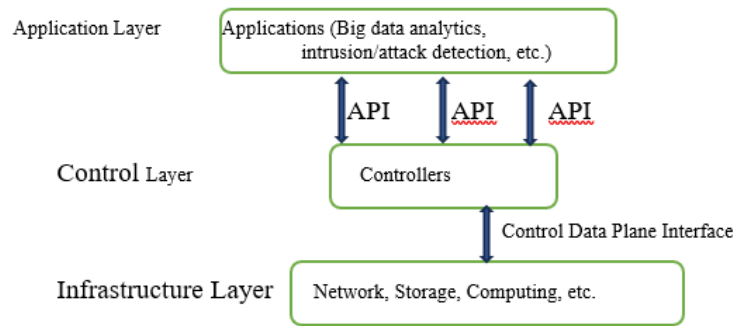 Application Layer
Applications (Big data analytics,
intrusion/attack detection, etc.)
API
API
API
Control Layer
Controllers
Control Data Plane Interface
Infrastructure Layer
Network, Storage, Computing, etc.